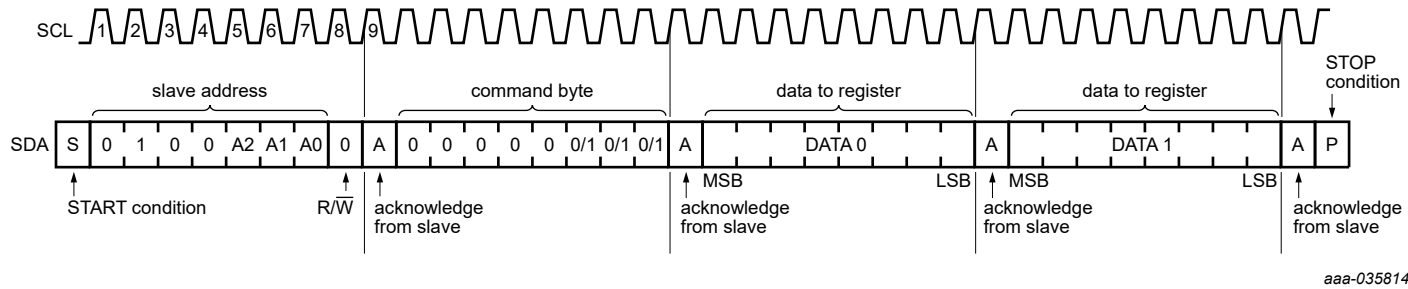 SCL 1 2 3 4 5 6 7 8 9
STOP
condition
slave address command byte data to register data to register
SDA S 0 1 0 0 A2 A1 A0 0 A 0 0 0 0 0 0/1 0/1 0/1 A DATA 0 A DATA 1 A P
MSB LSB MSB LSB
START condition R/W̅ acknowledge acknowledge acknowledge acknowledge
from slave from slave from slave from slave
aaa-035814